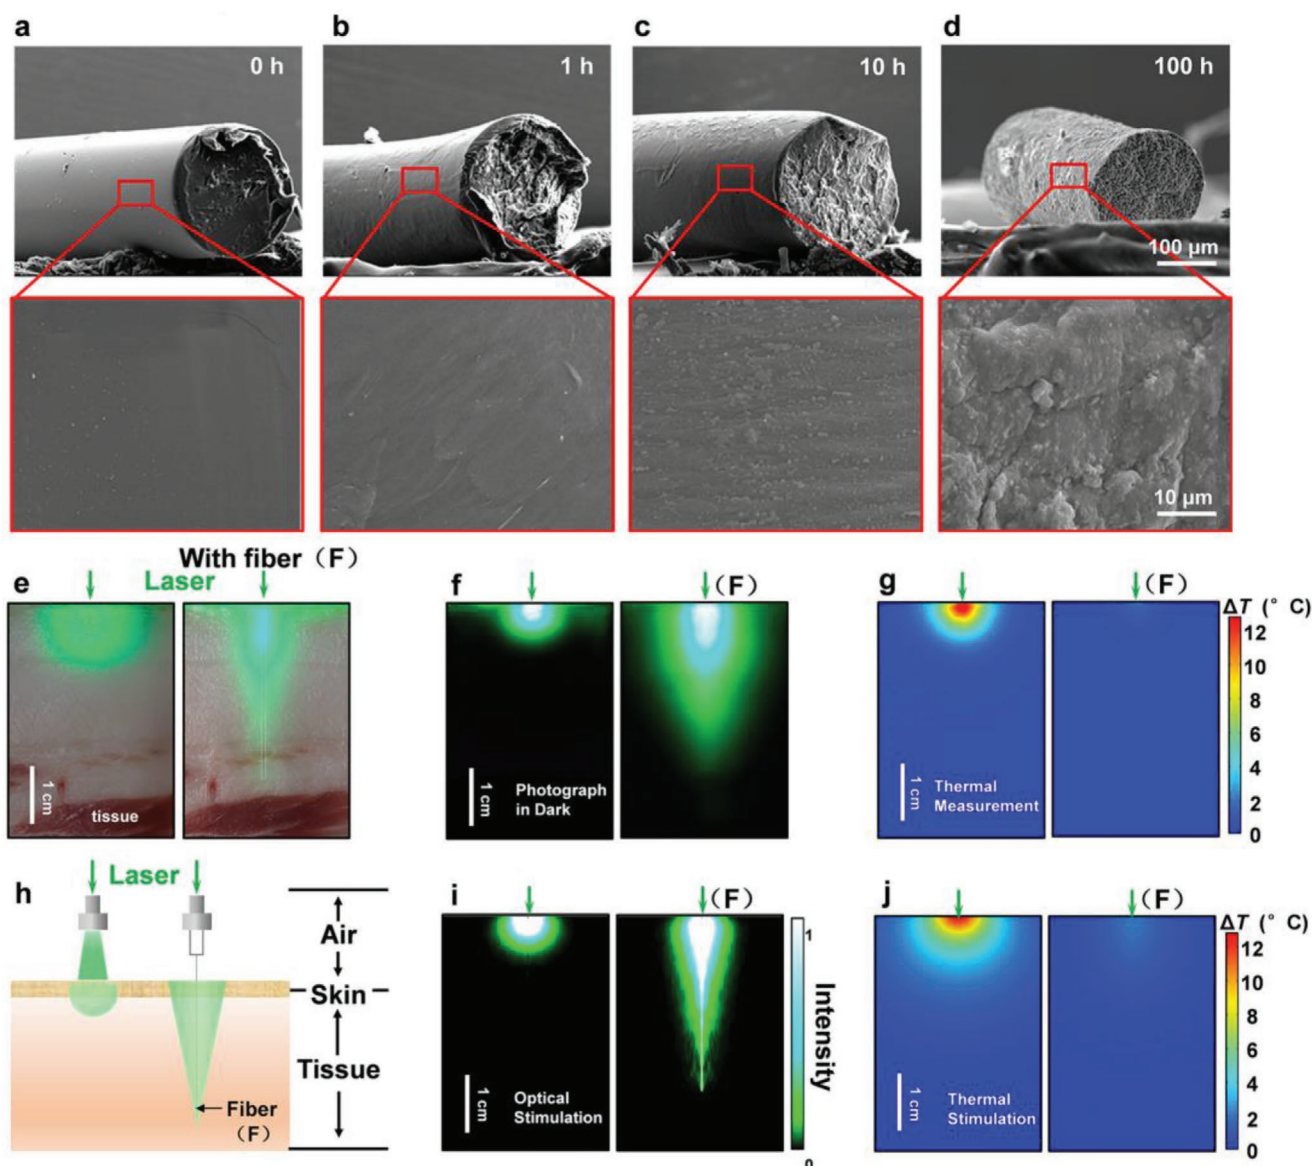 a
b
c
d
0 h
1 h
10 h
100 h
100 μm
10 μm
With fiber (F)
e
Laser
f
(F)
g
(F)
ΔT (° C)
12
10
8
6
4
2
0
1 cm
tissue
1 cm
Photograph
in Dark
1 cm
Thermal
Measurement
h
Laser
i
(F)
j
(F)
ΔT (° C)
Air
Skin
Tissue
Fiber
(F)
1
Intensity
0
12
10
8
6
4
2
0
1 cm
Optical
Stimulation
1 cm
Thermal
Stimulation